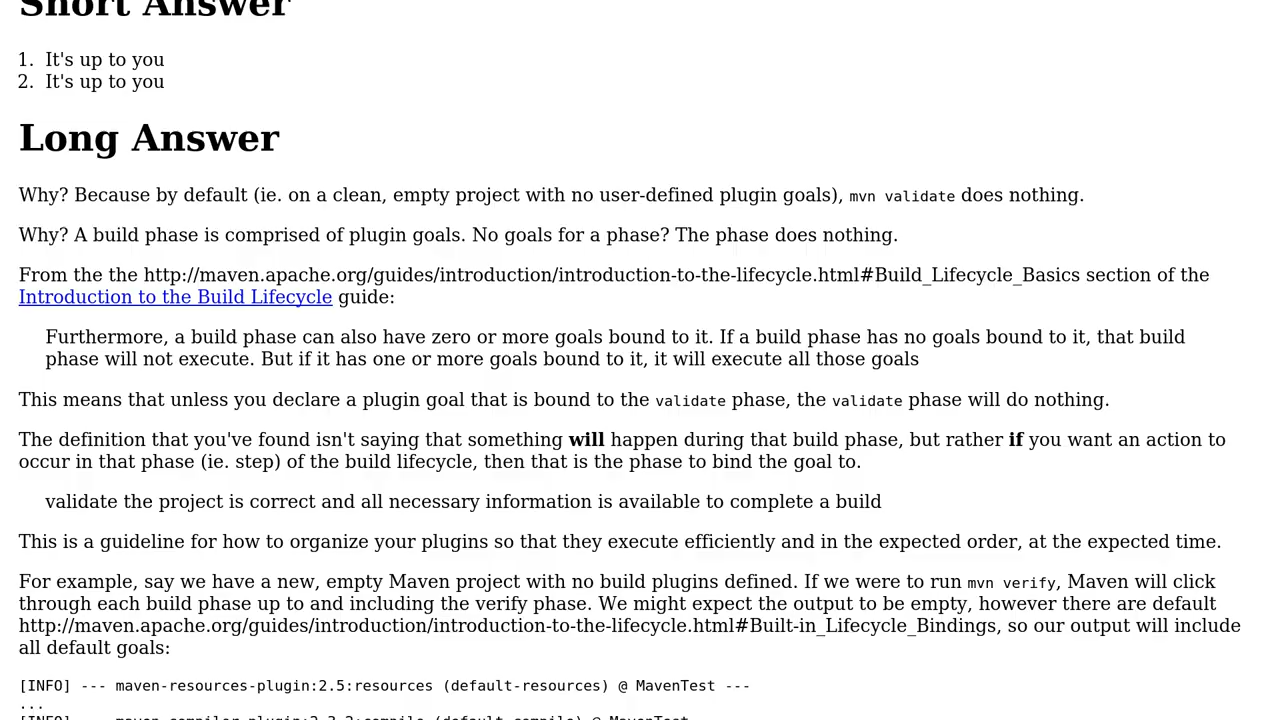 Short Answer
1. It's up to you
2. It's up to you
Long Answer
Why? Because by default (ie. on a clean, empty project with no user-defined plugin goals), mvn validate does nothing.
Why? A build phase is comprised of plugin goals. No goals for a phase? The phase does nothing.
From the the http://maven.apache.org/guides/introduction/introduction-to-the-lifecycle.html#Build_Lifecycle_Basics section of the
Introduction to the Build Lifecycle guide:
Furthermore, a build phase can also have zero or more goals bound to it. If a build phase has no goals bound to it, that build
phase will not execute. But if it has one or more goals bound to it, it will execute all those goals
This means that unless you declare a plugin goal that is bound to the validate phase, the validate phase will do nothing.
The definition that you've found isn't saying that something will happen during that build phase, but rather if you want an action to
occur in that phase (ie. step) of the build lifecycle, then that is the phase to bind the goal to.
validate the project is correct and all necessary information is available to complete a build
This is a guideline for how to organize your plugins so that they execute efficiently and in the expected order, at the expected time.
For example, say we have a new, empty Maven project with no build plugins defined. If we were to run mvn verify, Maven will click
through each build phase up to and including the verify phase. We might expect the output to be empty, however there are default
http://maven.apache.org/guides/introduction/introduction-to-the-lifecycle.html#Built-in_Lifecycle_Bindings, so our output will include
all default goals:
[INFO] --- maven-resources-plugin:2.5:resources (default-resources) @ MavenTest ---
...
[INFO] --- maven-compiler-plugin:2.3.2:compile (default-compile) @ MavenTest ---